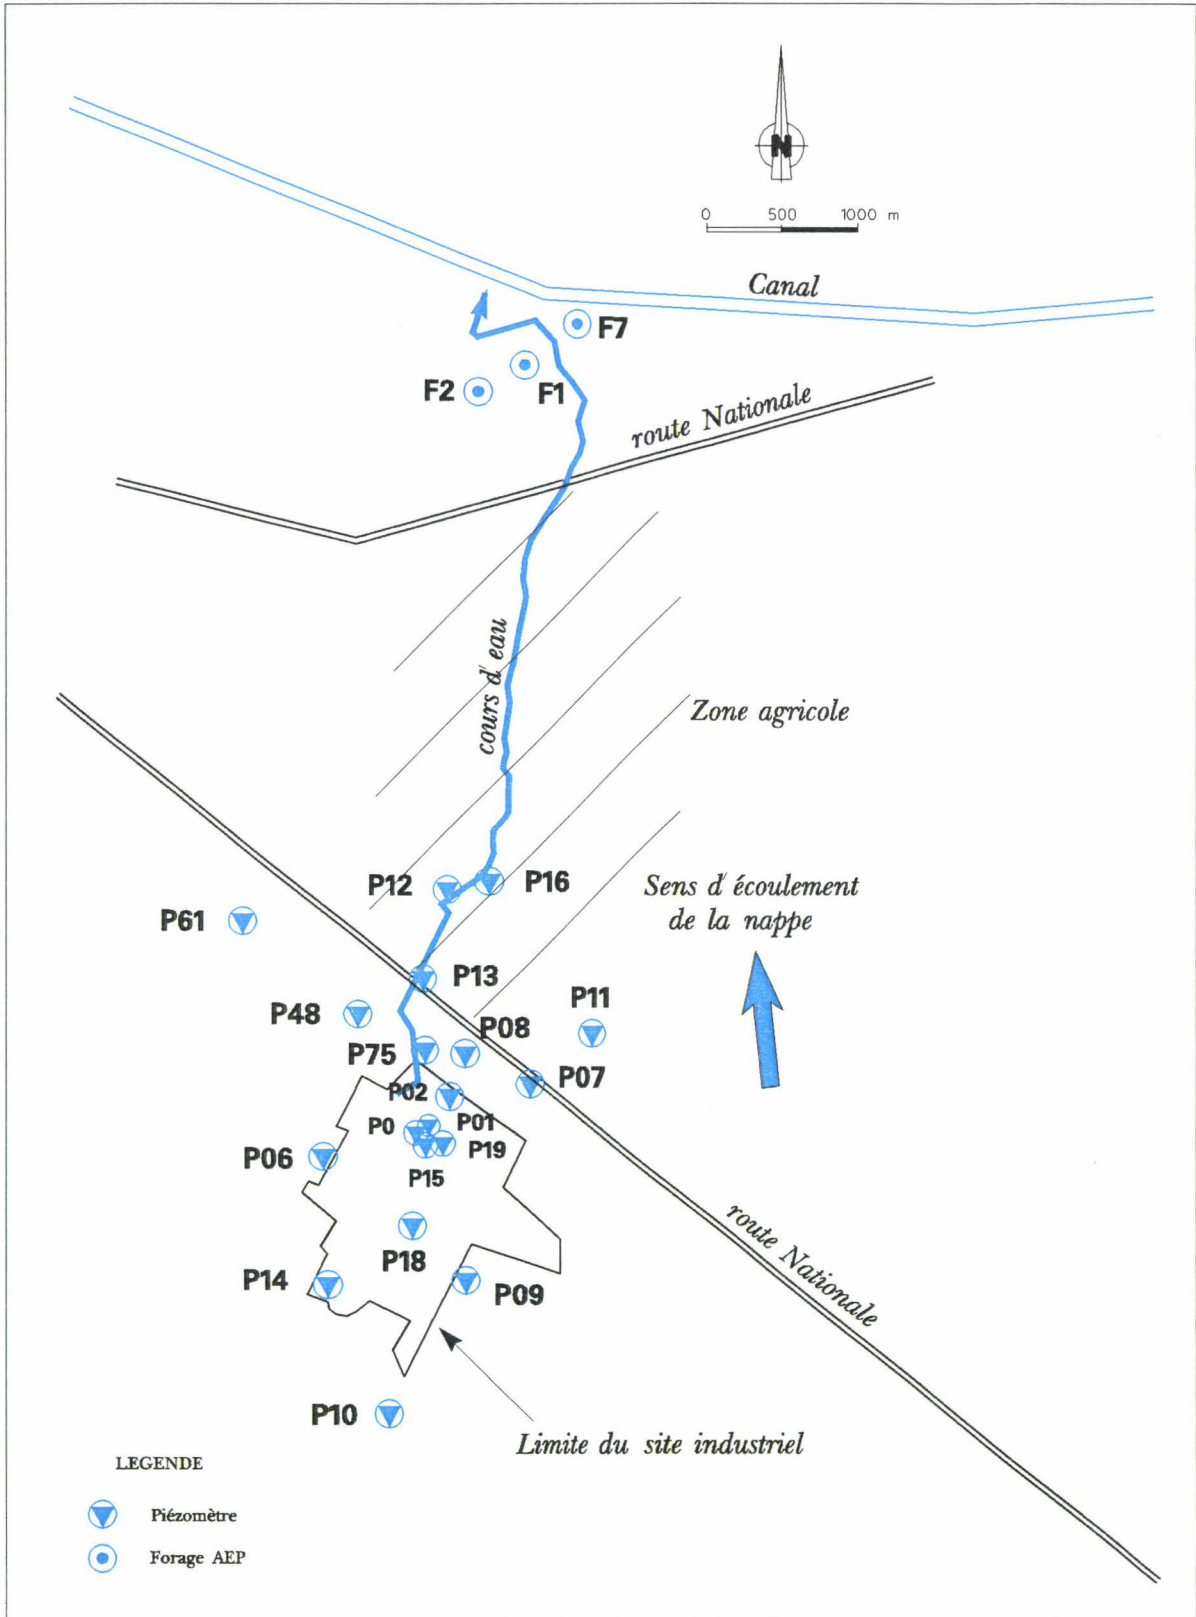 N
0 500 1000 m
Canal
F7
F1
F2
route Nationale
cours d'eau
Zone agricole
P12
P16
Sens d'écoulement
de la nappe
P61
P13
P11
P48
P08
P75
P07
P02
P01
P0
P19
P06
P15
route Nationale
P18
P14
P09
P10
Limite du site industriel
LEGENDE
Piézomètre
Forage AEP